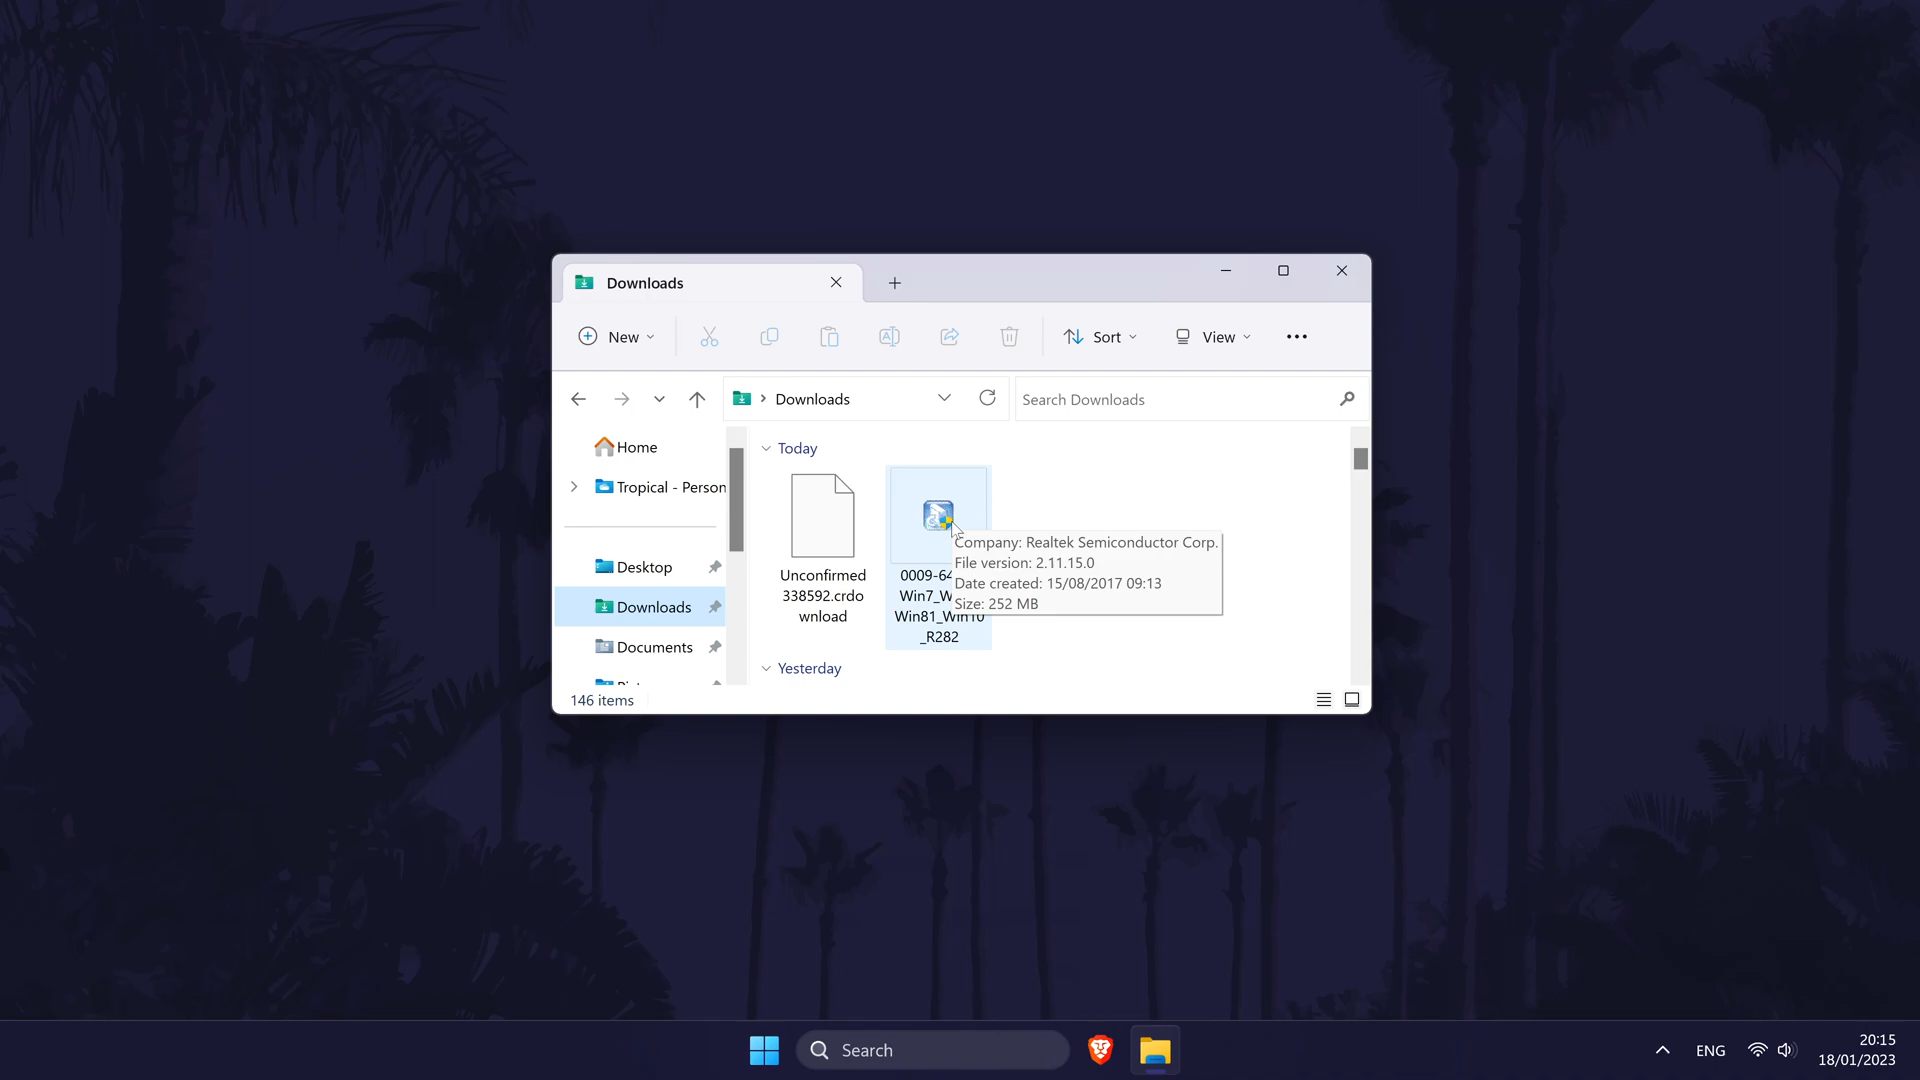 Downloads
New
Sort
View
Downloads
Search Downloads
Home
Tropical - Person
Desktop
Downloads
Documents
Today
Unconfirmed
338592.crdo
wnload
0009-64
Win7_W
Win81_Win10
_R282
Company: Realtek Semiconductor Corp.
File version: 2.11.15.0
Date created: 15/08/2017 09:13
Size: 252 MB
Yesterday
146 items
Search
ENG
20:15
18/01/2023